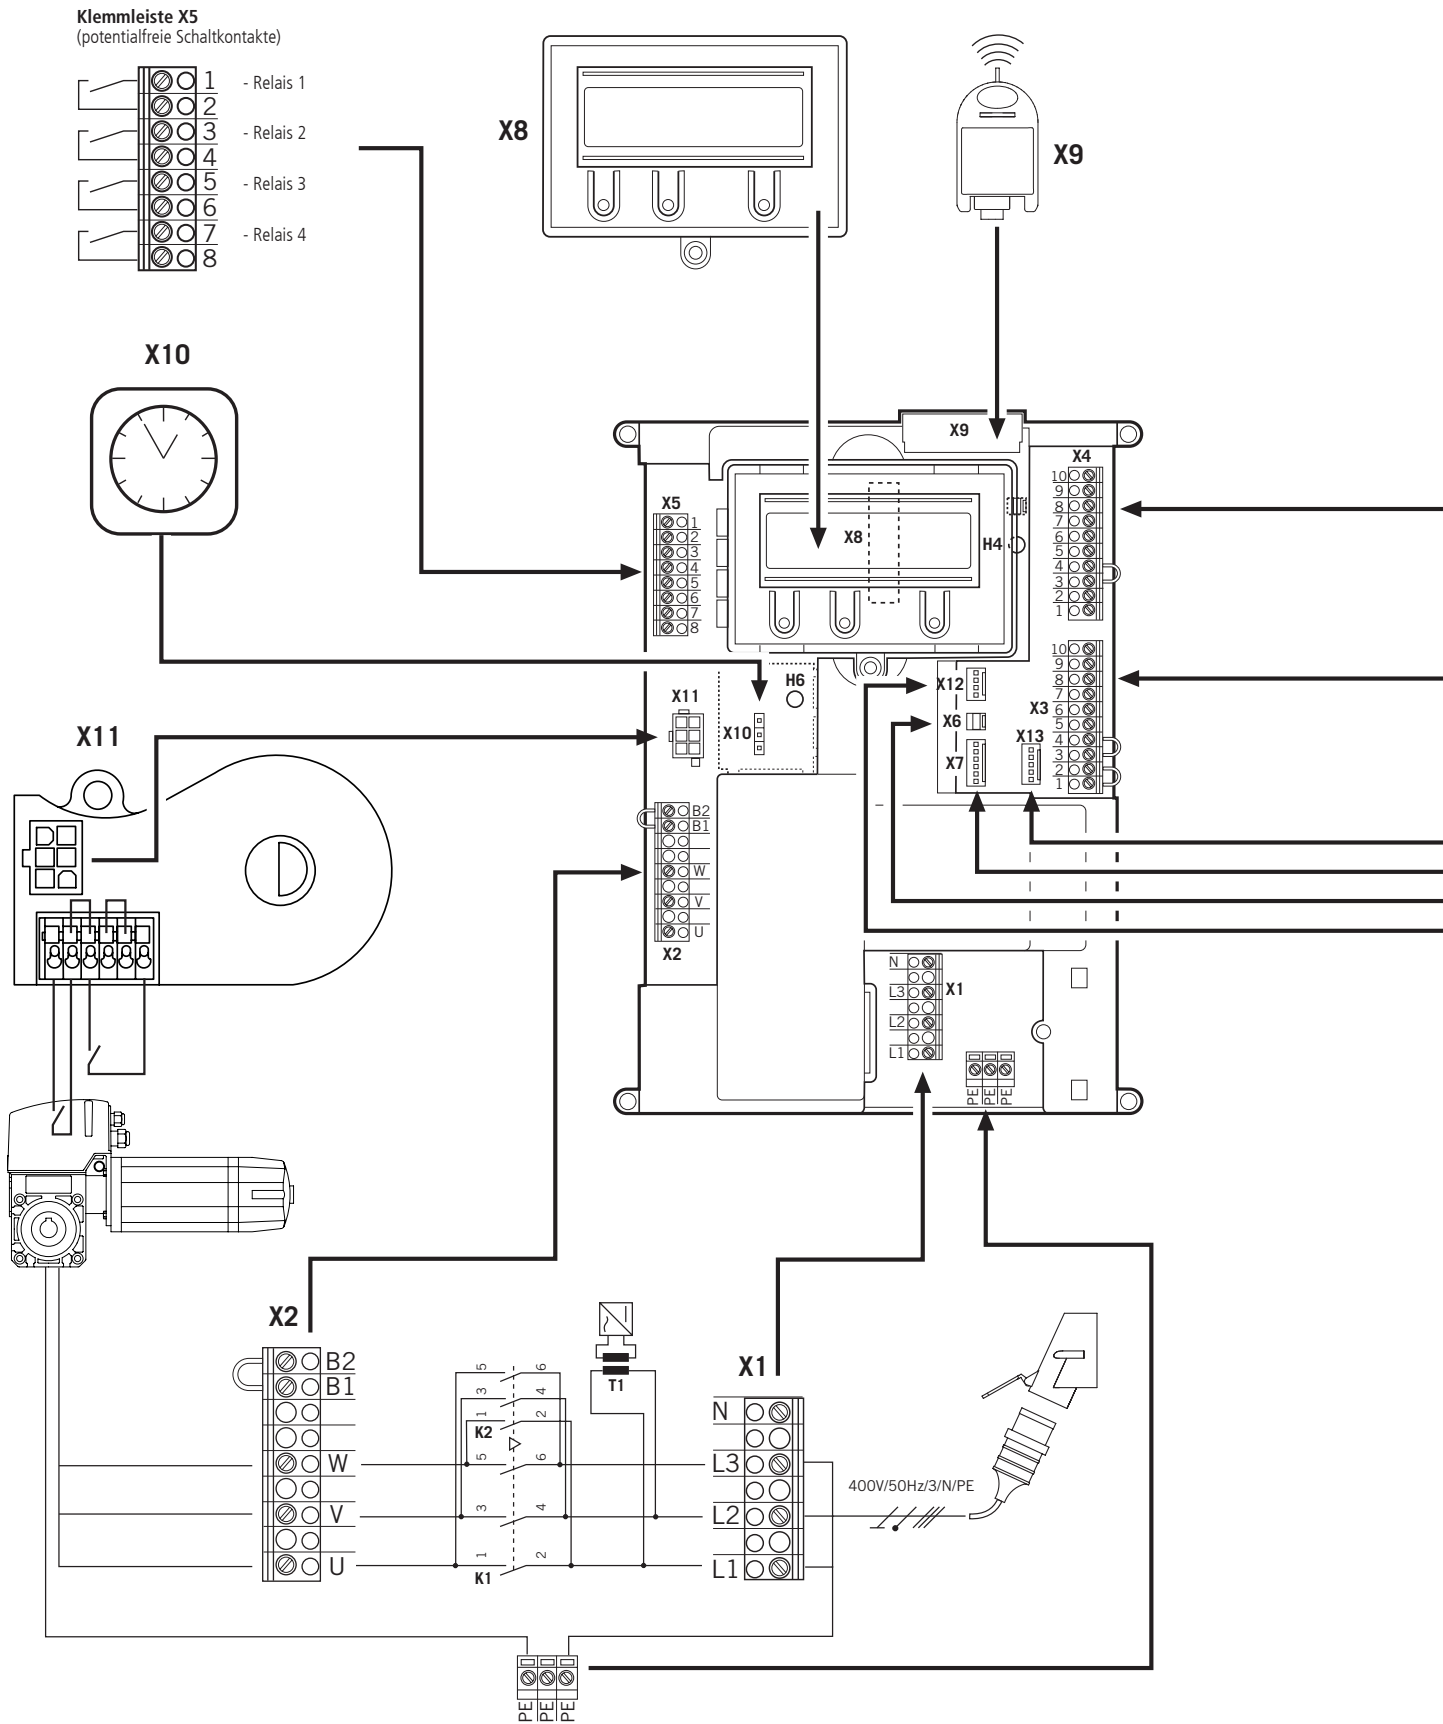 Klemmleiste X5
(potentialfreie Schaltkontakte)
1 - Relais 1
2
3 - Relais 2
4
5 - Relais 3
6
7 - Relais 4
8
X8
X9
X10
X9
X4
10
9
8
7
6
5
4
3
2
1
X5
1
2
3
4
5
6
7
8
X8
H4
X11
H6
X10
X12
X6
X7
X13
X3
10
9
8
7
6
5
4
3
2
1
X11
B2
B1
W
V
U
X2
N
L3
L2
L1
X1
PE
PE
PE
X2
B2
B1
W
V
U
5
6
3
4
1
2
K2
5
6
3
4
1
2
K1
T1
X1
N
L3
L2
L1
400V/50Hz/3/N/PE
PE
PE
PE